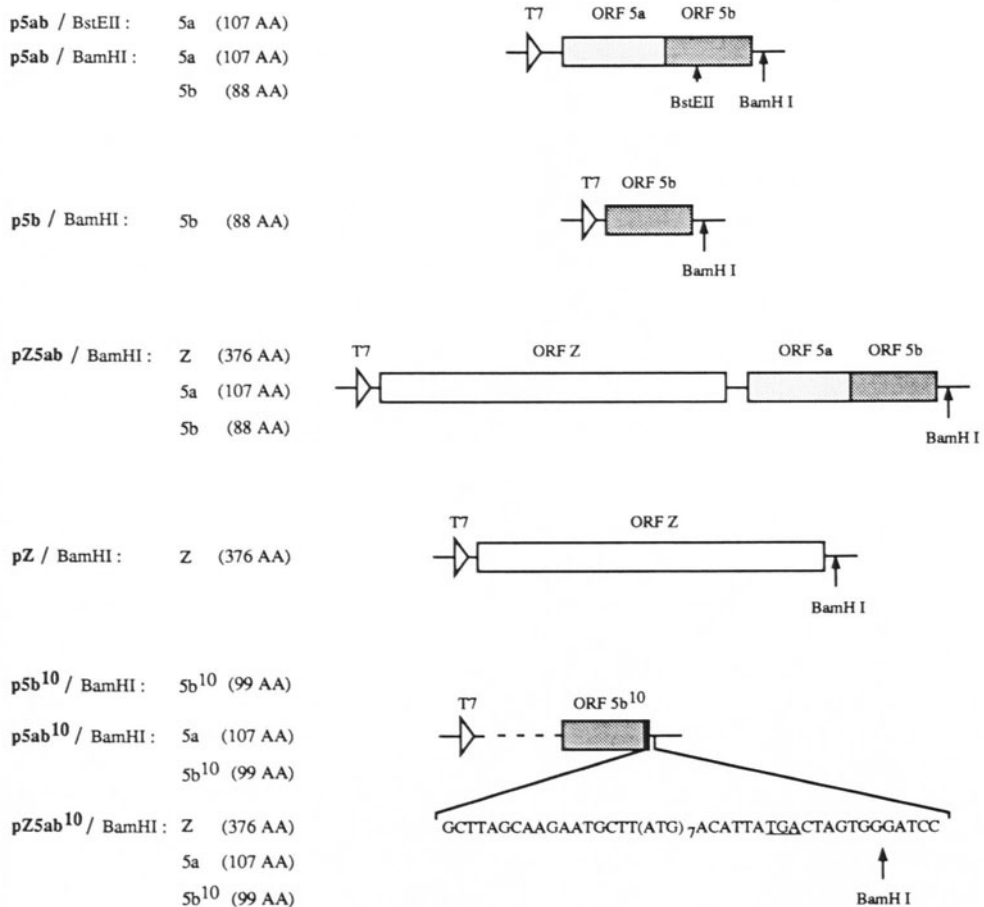 p5ab / BstEII : 5a (107 AA)
p5ab / BamHI : 5a (107 AA)
5b (88 AA)
T7 ORF 5a ORF 5b
BstEII BamH I
p5b / BamHI : 5b (88 AA)
T7 ORF 5b
BamH I
pZ5ab / BamHI : Z (376 AA)
5a (107 AA)
5b (88 AA)
T7 ORF Z ORF 5a ORF 5b
BamH I
pZ / BamHI : Z (376 AA)
T7 ORF Z
BamH I
p5b10 / BamHI : 5b10 (99 AA)
p5ab10 / BamHI : 5a (107 AA)
5b10 (99 AA)
pZ5ab10 / BamHI : Z (376 AA)
5a (107 AA)
5b10 (99 AA)
T7 ORF 5b10
GCTTAGCAAGAATGCTT(ATG)7ACATTATGACTAGTGGGATCC
BamH I